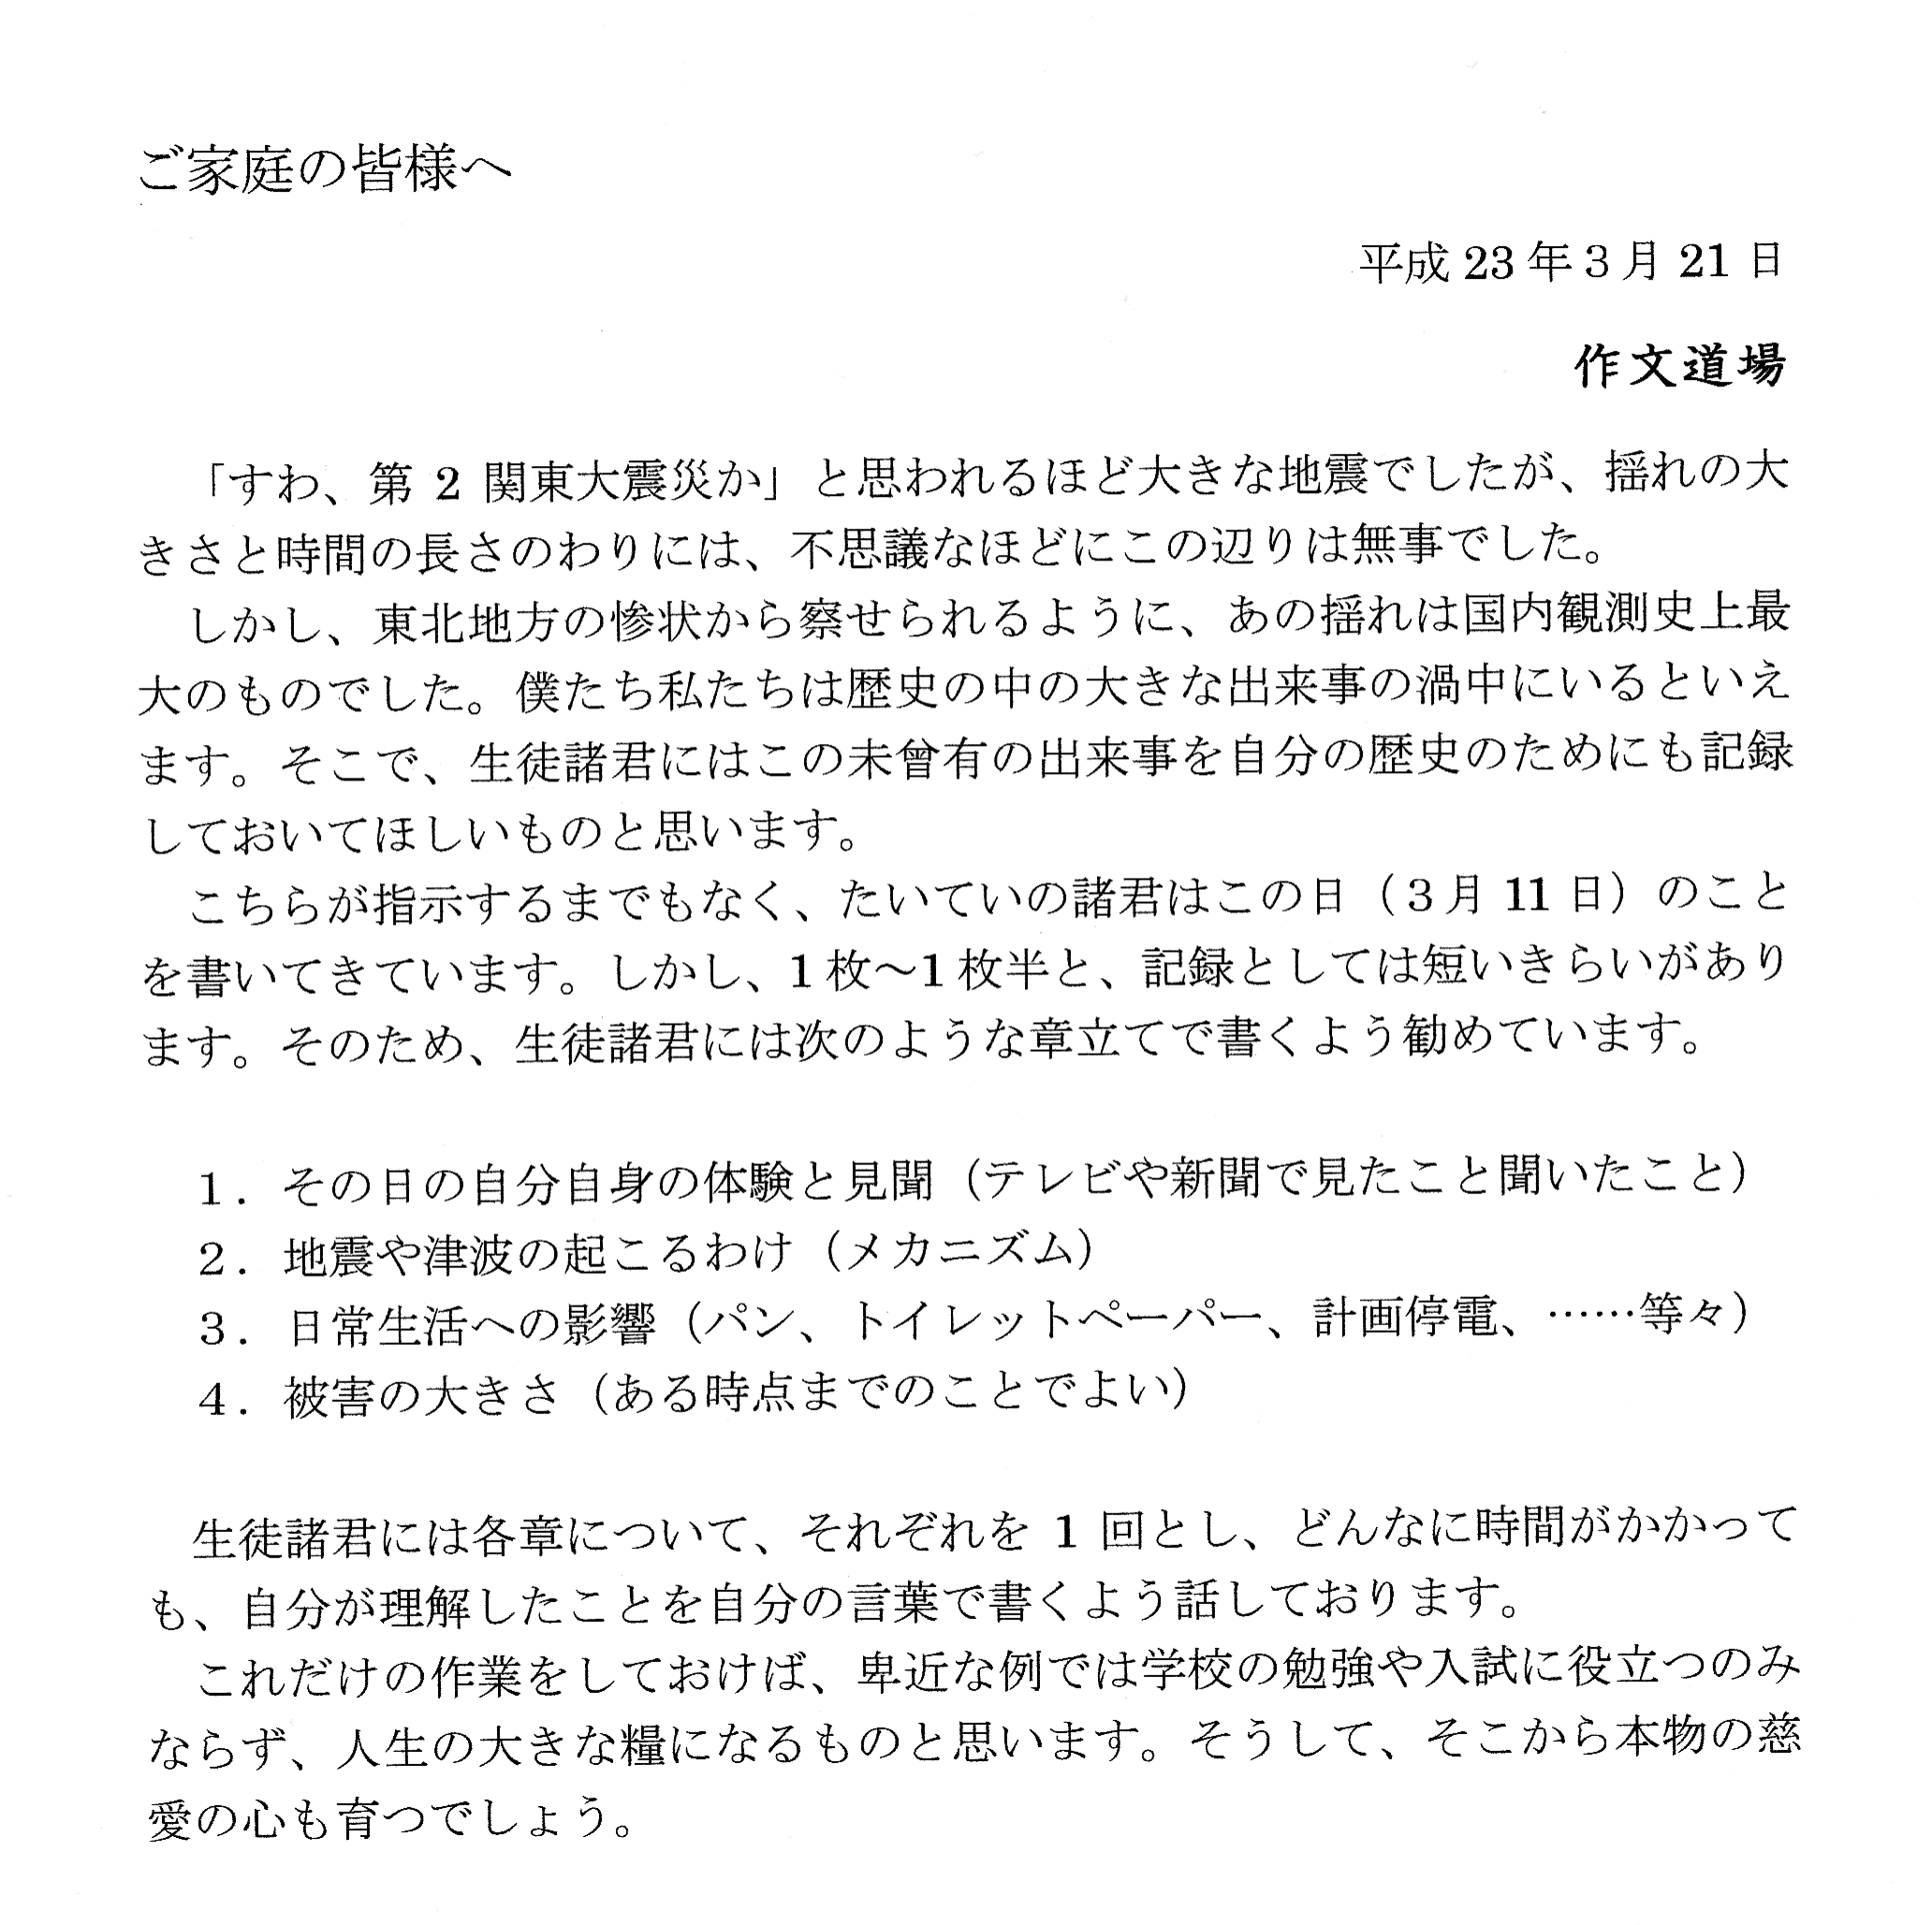 ご家庭の皆様へ
平成 23 年３月 21 日
作文道場
「すわ、第 2 関東大震災か」と思われるほど大きな地震でしたが、揺れの大
きさと時間の長さのわりには、不思議なほどにこの辺りは無事でした。
しかし、東北地方の惨状から察せられるように、あの揺れは国内観測史上最
大のものでした。僕たち私たちは歴史の中の大きな出来事の渦中にいるといえ
ます。そこで、生徒諸君にはこの未曾有の出来事を自分の歴史のためにも記録
しておいてほしいものと思います。
こちらが指示するまでもなく、たいていの諸君はこの日（３月 11 日）のこと
を書いてきています。しかし、1 枚～1 枚半と、記録としては短いきらいがあり
ます。そのため、生徒諸君には次のような章立てで書くよう勧めています。
１．その日の自分自身の体験と見聞（テレビや新聞で見たこと聞いたこと）
２．地震や津波の起こるわけ（メカニズム）
３．日常生活への影響（パン、トイレットペーパー、計画停電、……等々）
４．被害の大きさ（ある時点までのことでよい）
生徒諸君には各章について、それぞれを 1 回とし、どんなに時間がかかって
も、自分が理解したことを自分の言葉で書くよう話しております。
これだけの作業をしておけば、卑近な例では学校の勉強や入試に役立つのみ
ならず、人生の大きな糧になるものと思います。そうして、そこから本物の慈
愛の心も育つでしょう。